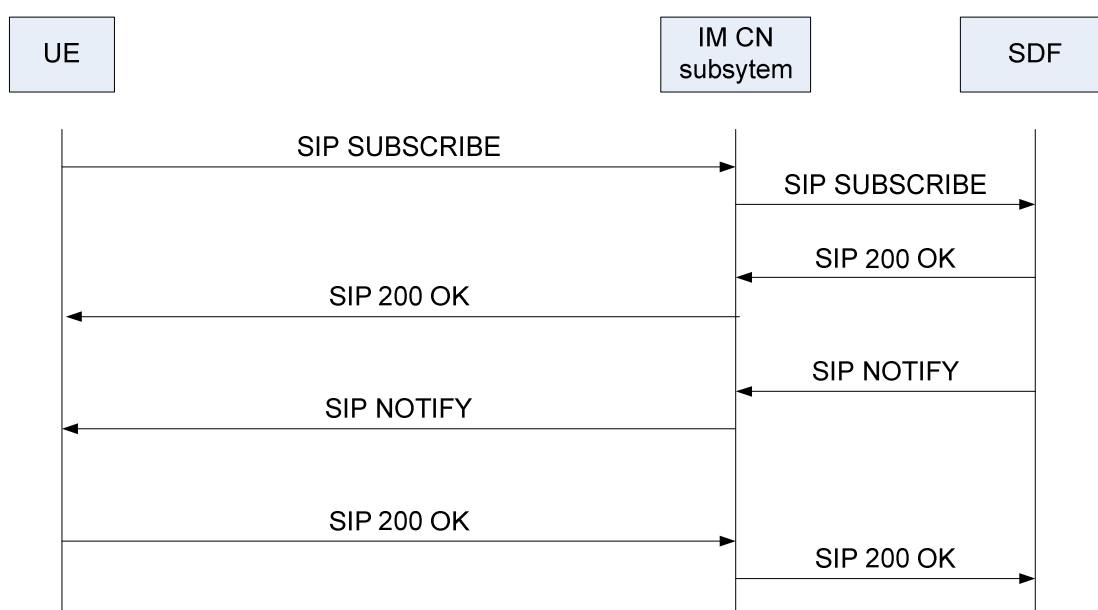 UE
IM CN
subsytem
SDF
SIP SUBSCRIBE
SIP SUBSCRIBE
SIP 200 OK
SIP 200 OK
SIP NOTIFY
SIP NOTIFY
SIP 200 OK
SIP 200 OK